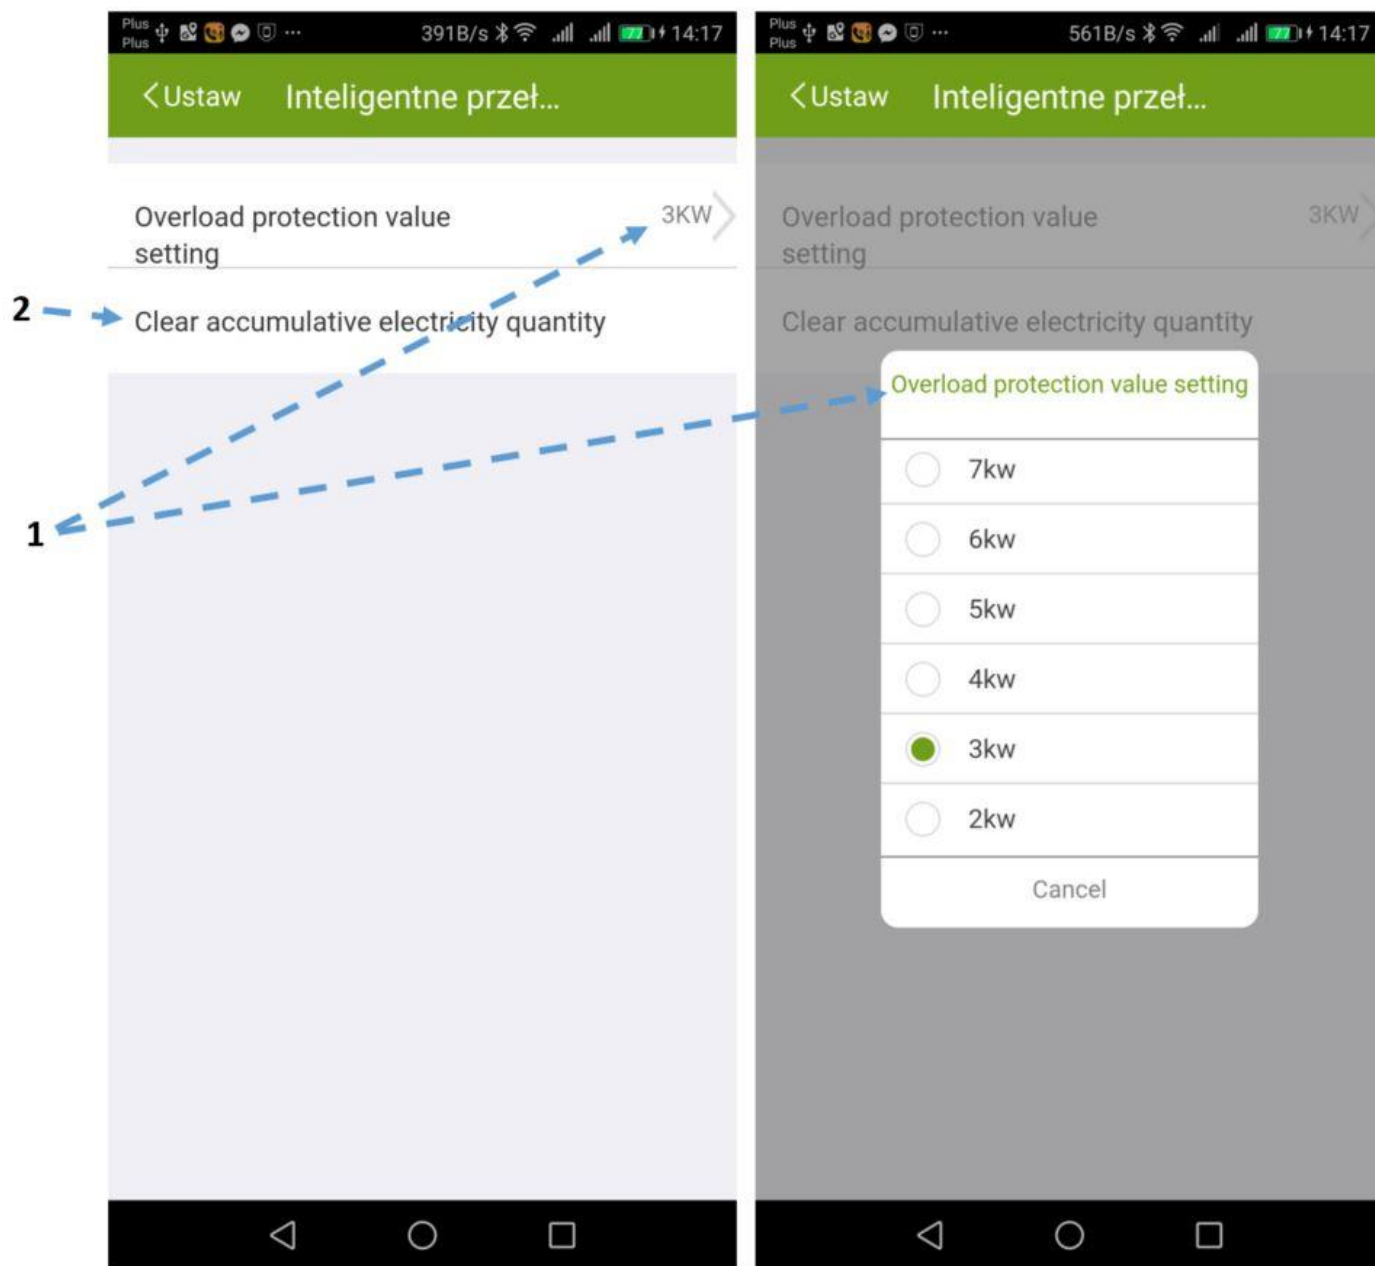 Plus
Plus
391B/s
77
14:17
Ustaw
Inteligentne przeł...
Overload protection value
setting
3KW
Clear accumulative electricity quantity
2
1
Plus
Plus
561B/s
77
14:17
Ustaw
Inteligentne przeł...
Overload protection value
setting
3KW
Clear accumulative electricity quantity
Overload protection value setting
7kw
6kw
5kw
4kw
3kw
2kw
Cancel